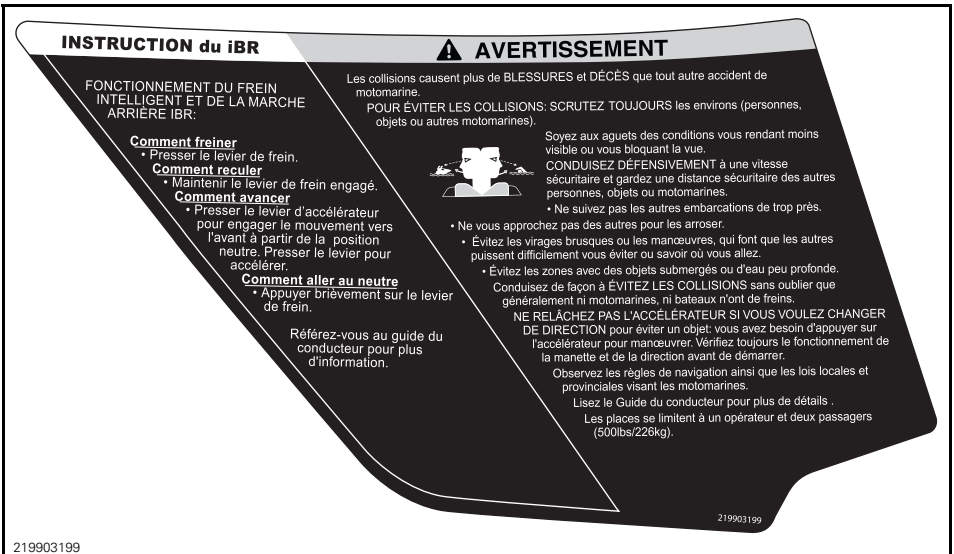 INSTRUCTION du iBR
FONCTIONNEMENT DU FREIN
INTELLIGENT ET DE LA MARCHE
ARRIÈRE IBR:
Comment freiner
• Presser le levier de frein.
Comment reculer
• Maintenir le levier de frein engagé.
Comment avancer
• Presser le levier d'accélérateur
pour engager le mouvement vers
l'avant à partir de la position
neutre. Presser le levier pour
accélérer.
Comment aller au neutre
• Appuyer brièvement sur le levier
de frein.
Référez-vous au guide du
conducteur pour plus
d'information.
AVERTISSEMENT
Les collisions causent plus de BLESSURES et DÉCÈS que tout autre accident de
motomarine.
POUR ÉVITER LES COLLISIONS: SCRUTEZ TOUJOURS les environs (personnes,
objets ou autres motomarines).
Soyez aux aguets des conditions vous rendant moins
visible ou vous bloquant la vue.
CONDUISEZ DÉFENSIVEMENT à une vitesse
sécuritaire et gardez une distance sécuritaire des autres
personnes, objets ou motomarines.
• Ne suivez pas les autres embarcations de trop près.
• Ne vous approchez pas des autres pour les arroser.
• Évitez les virages brusques ou les manœuvres, qui font que les autres
puissent difficilement vous éviter ou savoir où vous allez.
• Évitez les zones avec des objets submergés ou d'eau peu profonde.
Conduisez de façon à ÉVITEZ LES COLLISIONS sans oublier que
généralement ni motomarines, ni bateaux n'ont de freins.
NE RELÂCHEZ PAS L'ACCÉLÉRATEUR SI VOUS VOULEZ CHANGER
DE DIRECTION pour éviter un objet: vous avez besoin d'appuyer sur
l'accélérateur pour manœuvrer. Vérifiez toujours le fonctionnement de
la manette et de la direction avant de démarrer.
Observez les règles de navigation ainsi que les lois locales et
provinciales visant les motomarines.
Lisez le Guide du conducteur pour plus de détails .
Les places se limitent à un opérateur et deux passagers
(500lbs/226kg).
219903199
219903199